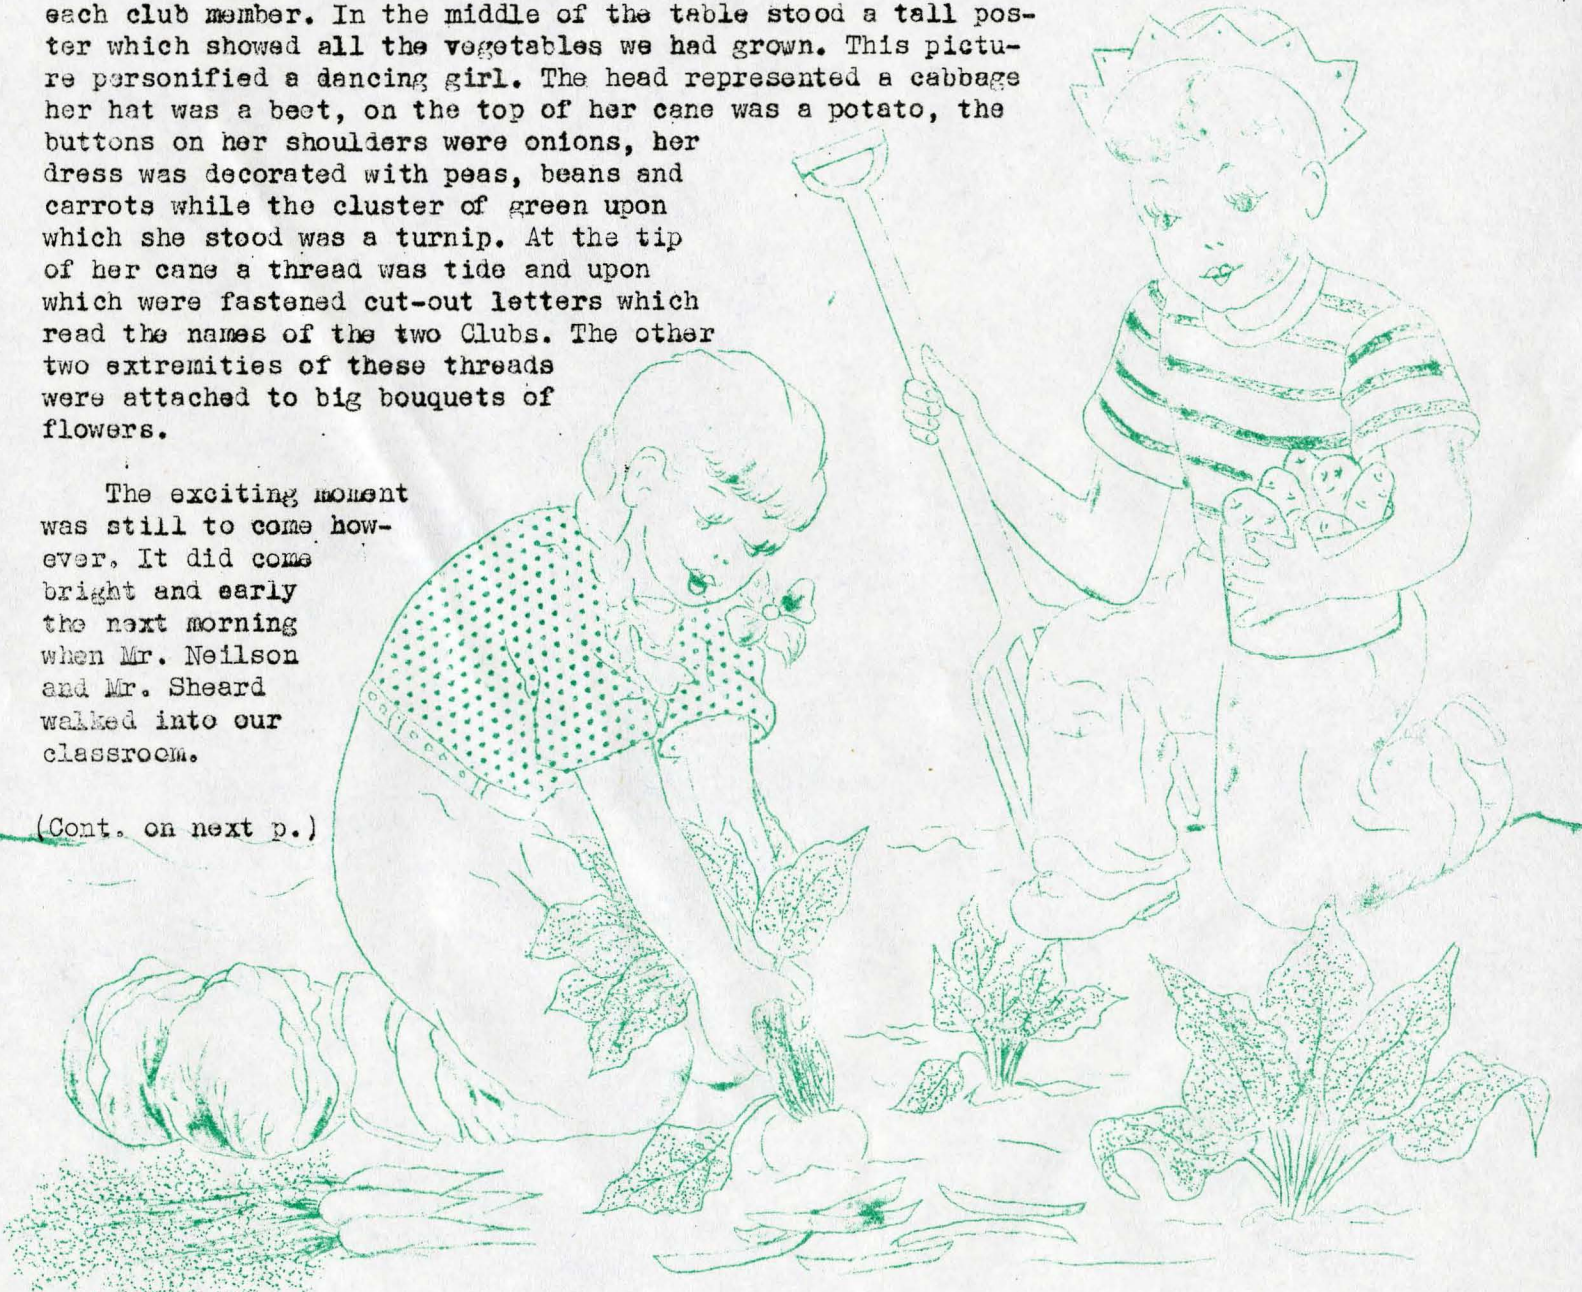 each club member. In the middle of the table stood a tall pos-
ter which showed all the vegetables we had grown. This pictu-
re personified a dancing girl. The head represented a cabbage
her hat was a beet, on the top of her cane was a potato, the
buttons on her shoulders were onions, her
dress was decorated with peas, beans and
carrots while the cluster of green upon
which she stood was a turnip. At the tip
of her cane a thread was tide and upon
which were fastened cut-out letters which
read the names of the two Clubs. The other
two extremities of these threads
were attached to big bouquets of
flowers.
The exciting moment
was still to come how-
ever. It did come
bright and early
the next morning
when Mr. Neilson
and Mr. Sheard
walked into our
classroom.
(Cont. on next p.)